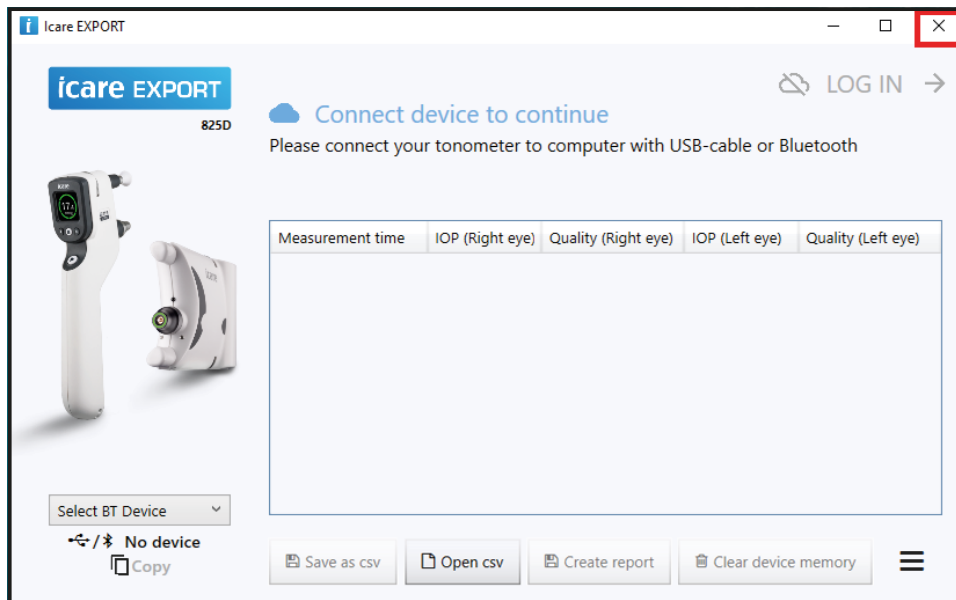 Icare EXPORT
icare EXPORT
825D
LOG IN
Connect device to continue
Please connect your tonometer to computer with USB-cable or Bluetooth
Measurement time IOP (Right eye) Quality (Right eye) IOP (Left eye) Quality (Left eye)
Select BT Device
/ No device
Copy
Save as csv Open csv Create report Clear device memory